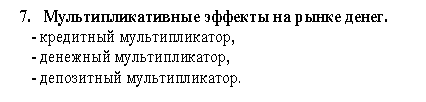 7. Мультипликативные эффекты на рынке денег.
- кредитный мультипликатор,
- денежный мультипликатор,
- депозитный мультипликатор.